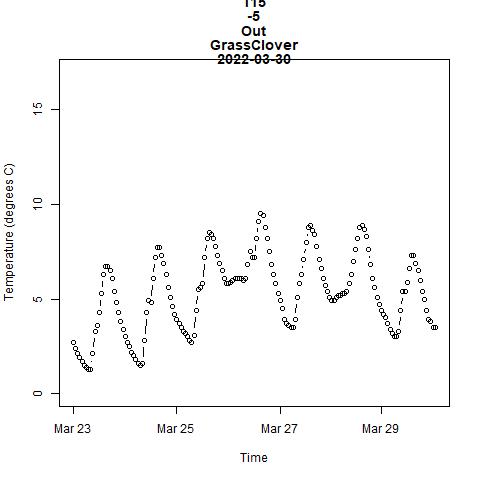 T15
-5
Out
GrassClover
2022-03-30
Temperature (degrees C)
15
10
5
0
Mar 23
Mar 25
Mar 27
Mar 29
Time